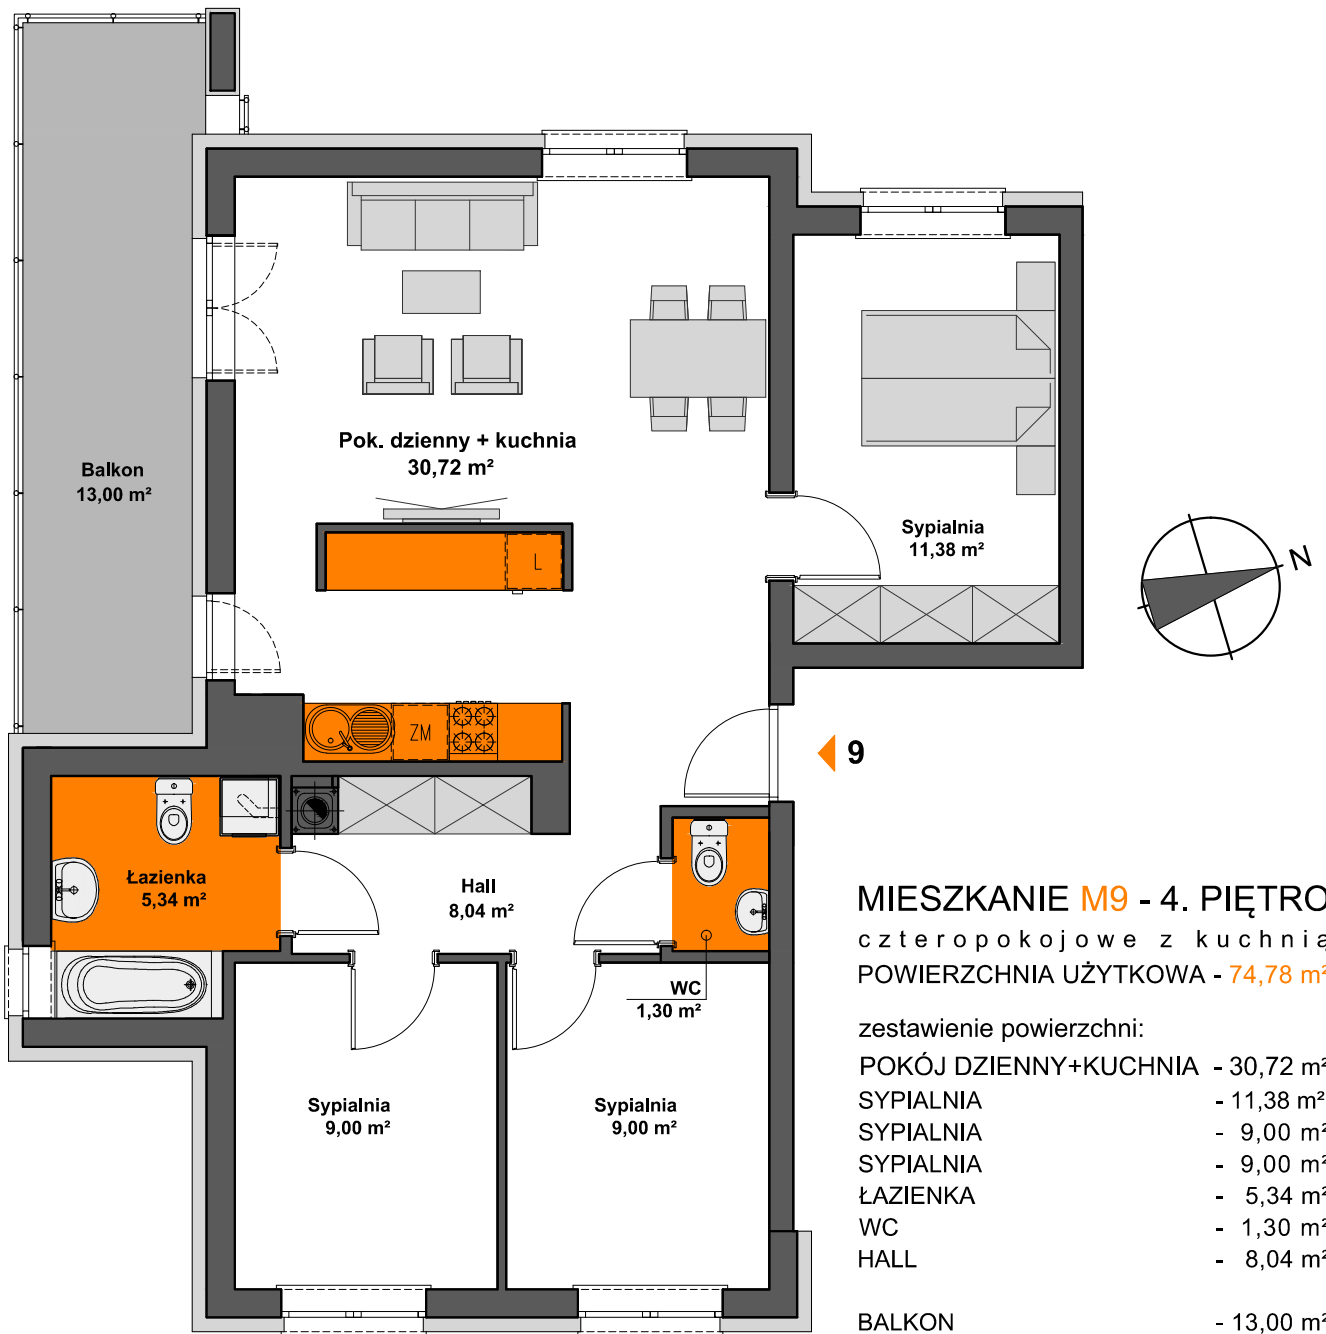 Balkon
13,00 m²
Pok. dzienny + kuchnia
30,72 m²
L
Sypialnia
11,38 m²
N
ZM
9
Łazienka
5,34 m²
Hall
8,04 m²
WC
1,30 m²
Sypialnia
9,00 m²
Sypialnia
9,00 m²
MIESZKANIE M9 - 4. PIĘTRO
czteropokojowe z kuchnią
POWIERZCHNIA UŻYTKOWA - 74,78 m²
zestawienie powierzchni:
POKÓJ DZIENNY+KUCHNIA - 30,72 m²
SYPIALNIA - 11,38 m²
SYPIALNIA - 9,00 m²
SYPIALNIA - 9,00 m²
ŁAZIENKA - 5,34 m²
WC - 1,30 m²
HALL - 8,04 m²
BALKON - 13,00 m²